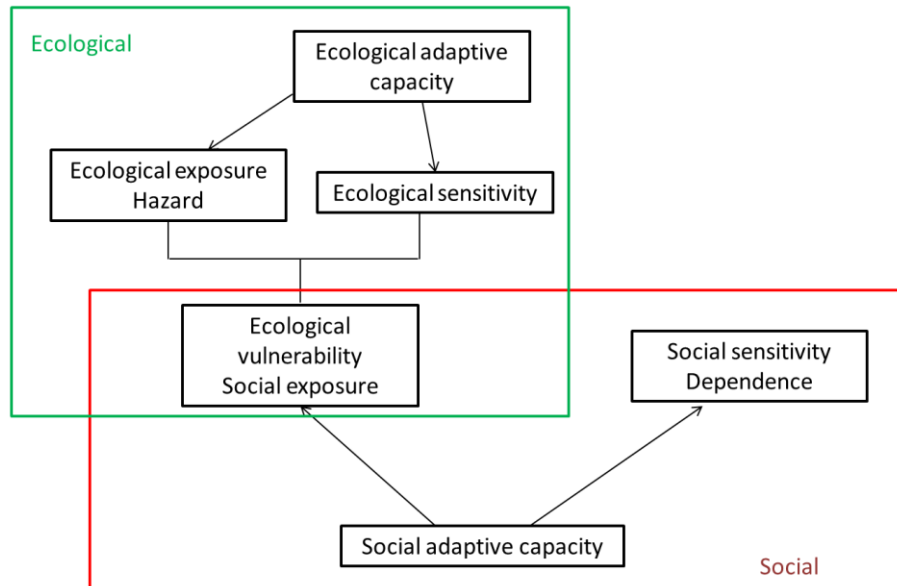 Ecological
Ecological adaptive
capacity
Ecological exposure
Hazard
Ecological sensitivity
Ecological
vulnerability
Social exposure
Social sensitivity
Dependence
Social adaptive capacity
Social